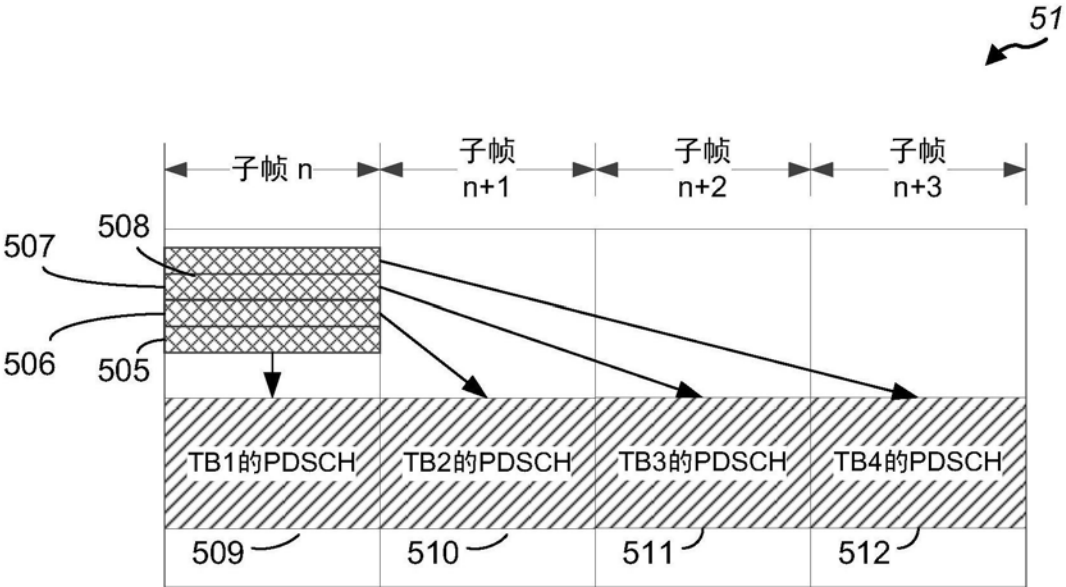 51
子帧 n
子帧
n+1
子帧
n+2
子帧
n+3
508
507
506
505
TB1的PDSCH
TB2的PDSCH
TB3的PDSCH
TB4的PDSCH
509
510
511
512